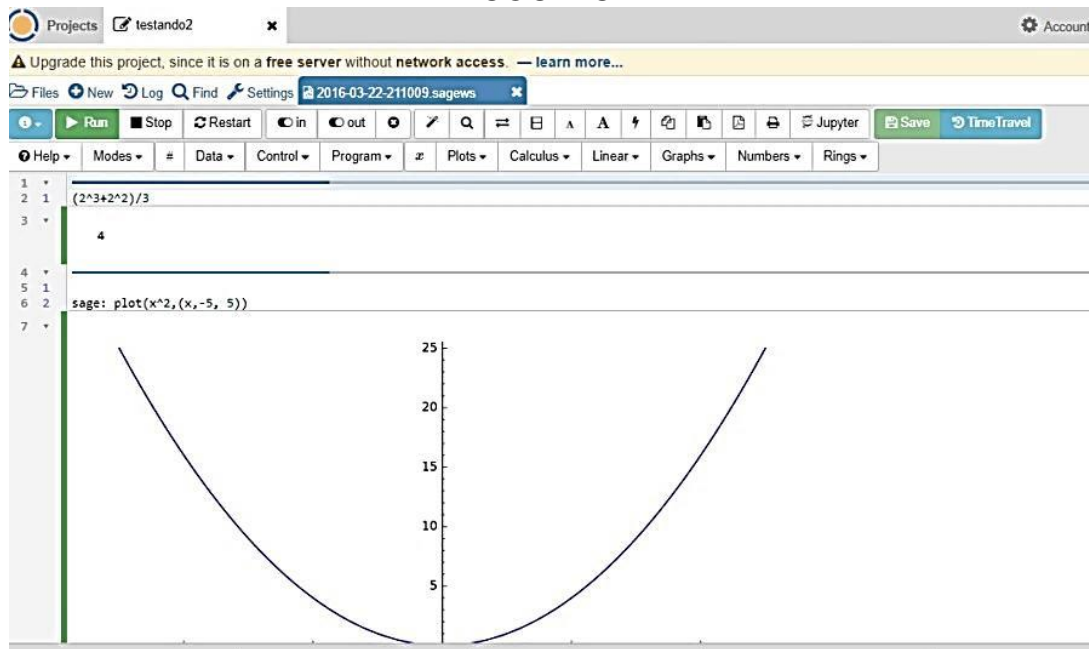 Projects testando2 Account
Upgrade this project, since it is on a free server without network access. — learn more...
Files New Log Find Settings 2016-03-22-211009.sagews
Run Stop Restart in out A A Jupyter Save TimeTravel
Help Modes # Data Control Program x Plots Calculus Linear Graphs Numbers Rings
1
2 1 (2^3+2^2)/3
3
4
4
5 1
6 2 sage: plot(x^2,(x,-5, 5))
7
25
20
15
10
5